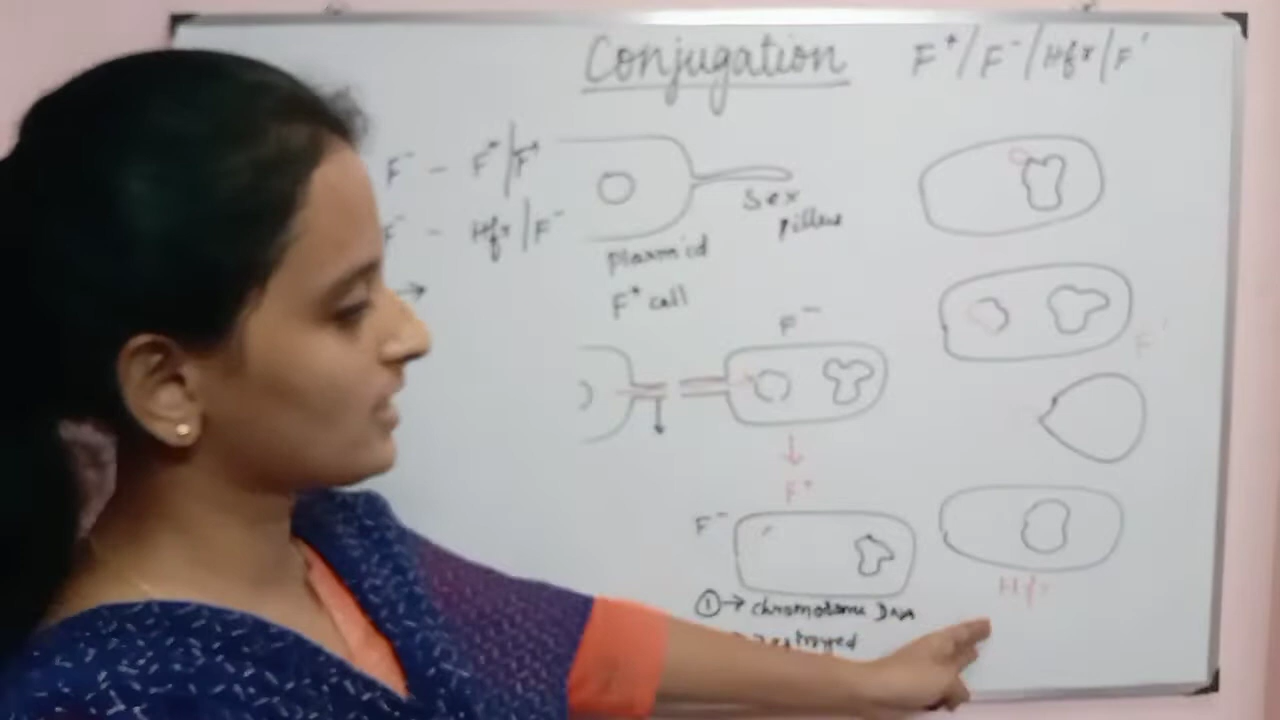 Conjugation F⁺/F⁻/Hfr/F'
F⁻ - F⁺/F⁺
F⁻ - Hfr/F⁻
→
sex
pillus
plasmid
F⁺ cell
F⁻
F'
↓
F⁺
F⁻
Hfr
① → chromosome DNA
→ destroyed